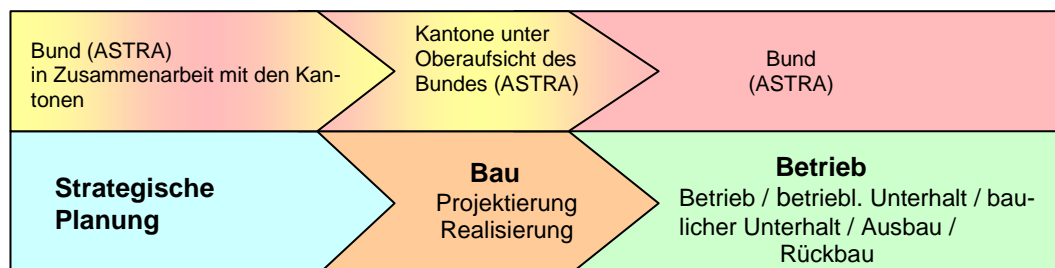 Bund (ASTRA)
in Zusammenarbeit mit den Kan-
tonen
Kantone unter
Oberaufsicht des
Bundes (ASTRA)
Bund
(ASTRA)
Strategische
Planung
Bau
Projektierung
Realisierung
Betrieb
Betrieb / betriebl. Unterhalt / bau-
licher Unterhalt / Ausbau /
Rückbau